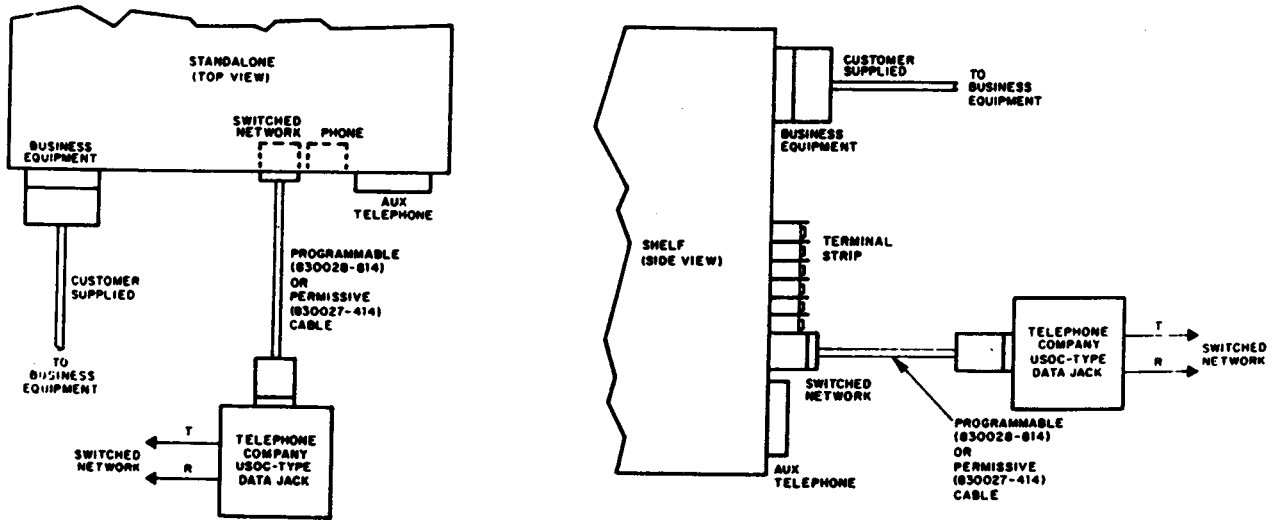 STANDALONE
(TOP VIEW)
SWITCHED
NETWORK
PHONE
BUSINESS
EQUIPMENT
AUX
TELEPHONE
CUSTOMER
SUPPLIED
PROGRAMMABLE
(830028-814)
OR
PERMISSIVE
(830027-414)
CABLE
TO
BUSINESS
EQUIPMENT
T
R
SWITCHED
NETWORK
TELEPHONE
COMPANY
USOC-TYPE
DATA JACK
CUSTOMER
SUPPLIED
TO
BUSINESS
EQUIPMENT
BUSINESS
EQUIPMENT
SHELF
(SIDE VIEW)
TERMINAL
STRIP
SWITCHED
NETWORK
TELEPHONE
COMPANY
USOC-TYPE
DATA JACK
T
R
SWITCHED
NETWORK
AUX
TELEPHONE
PROGRAMMABLE
(830028-814)
OR
PERMISSIVE
(830027-414)
CABLE